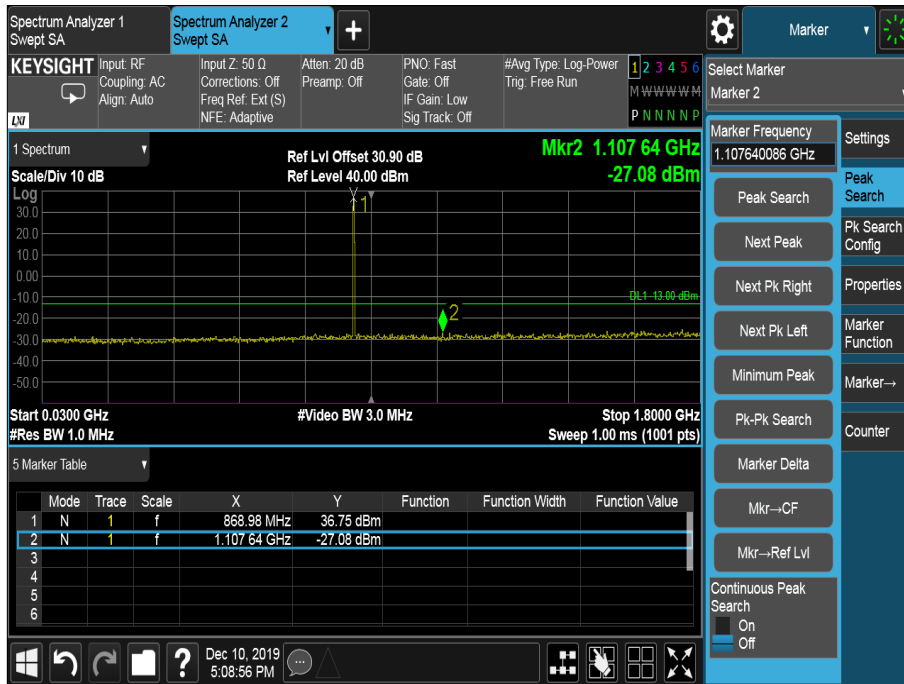 Spectrum Analyzer 1
Swept SA
Spectrum Analyzer 2
Swept SA
+
Marker
KEYSIGHT
Input: RF
Coupling: AC
Align: Auto
Input Z: 50 Ω
Corrections: Off
Freq Ref: Ext (S)
NFE: Adaptive
Atten: 20 dB
Preamp: Off
PNO: Fast
Gate: Off
IF Gain: Low
Sig Track: Off
#Avg Type: Log-Power
Trig: Free Run
1 2 3 4 5 6
M W W W W M
P N N N N P
LXI
Select Marker
Marker 2
1 Spectrum
Scale/Div 10 dB
Ref Lvl Offset 30.90 dB
Ref Level 40.00 dBm
Mkr2 1.107 64 GHz
-27.08 dBm
Log
30.0
20.0
10.0
0.00
-10.0
-20.0
-30.0
-40.0
-50.0
1
DL1 -13.00 dBm
2
Start 0.0300 GHz
#Video BW 3.0 MHz
Stop 1.8000 GHz
#Res BW 1.0 MHz
Sweep 1.00 ms (1001 pts)
5 Marker Table
Mode Trace Scale X Y Function Function Width Function Value
1 N 1 f 868.98 MHz 36.75 dBm
2 N 1 f 1.107 64 GHz -27.08 dBm
3
4
5
6
Marker Frequency
1.107640086 GHz
Peak Search
Next Peak
Next Pk Right
Next Pk Left
Minimum Peak
Pk-Pk Search
Marker Delta
Mkr→CF
Mkr→Ref Lvl
Continuous Peak
Search
On
Off
Settings
Peak
Search
Pk Search
Config
Properties
Marker
Function
Marker→
Counter
?
Dec 10, 2019
5:08:56 PM